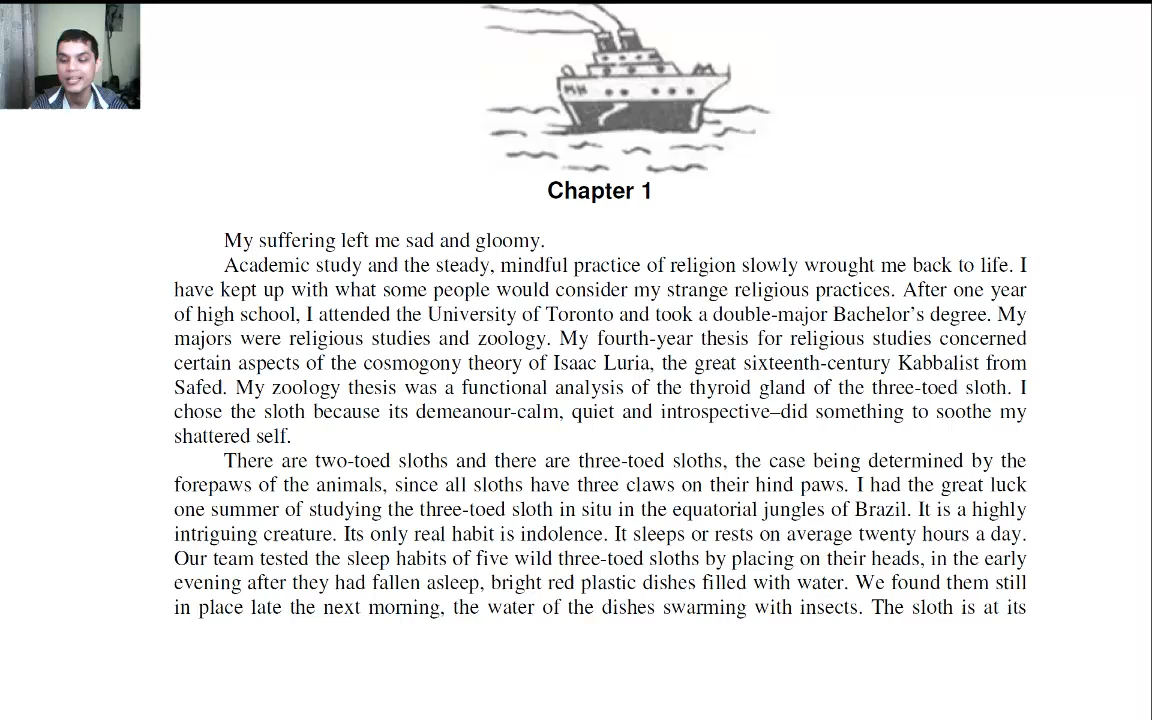 MH
Chapter 1
My suffering left me sad and gloomy.
Academic study and the steady, mindful practice of religion slowly wrought me back to life. I
have kept up with what some people would consider my strange religious practices. After one year
of high school, I attended the University of Toronto and took a double-major Bachelor's degree. My
majors were religious studies and zoology. My fourth-year thesis for religious studies concerned
certain aspects of the cosmogony theory of Isaac Luria, the great sixteenth-century Kabbalist from
Safed. My zoology thesis was a functional analysis of the thyroid gland of the three-toed sloth. I
chose the sloth because its demeanour-calm, quiet and introspective–did something to soothe my
shattered self.
There are two-toed sloths and there are three-toed sloths, the case being determined by the
forepaws of the animals, since all sloths have three claws on their hind paws. I had the great luck
one summer of studying the three-toed sloth in situ in the equatorial jungles of Brazil. It is a highly
intriguing creature. Its only real habit is indolence. It sleeps or rests on average twenty hours a day.
Our team tested the sleep habits of five wild three-toed sloths by placing on their heads, in the early
evening after they had fallen asleep, bright red plastic dishes filled with water. We found them still
in place late the next morning, the water of the dishes swarming with insects. The sloth is at its